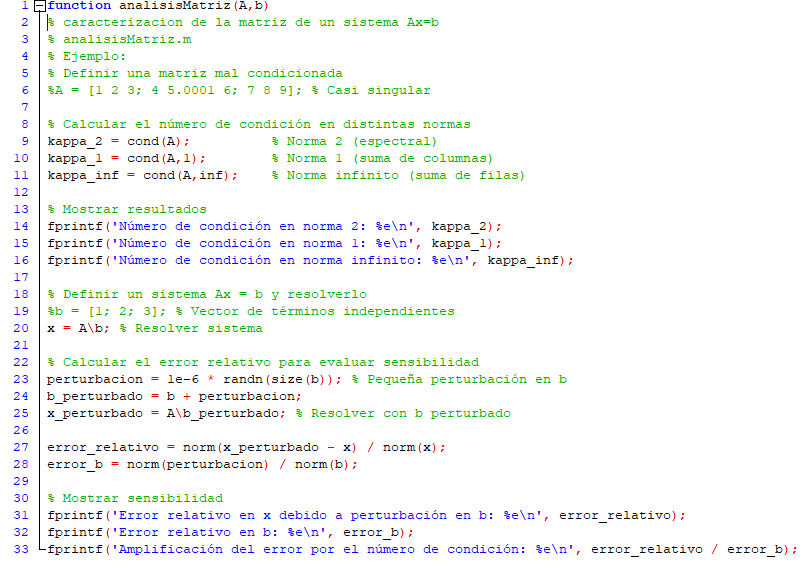 1 function analisisMatriz(A,b)
2 % caracterizacion de la matriz de un sistema Ax=b
3 % analisisMatriz.m
4 % Ejemplo:
5 % Definir una matriz mal condicionada
6 %A = [1 2 3; 4 5.0001 6; 7 8 9]; % Casi singular
7
8 % Calcular el número de condición en distintas normas
9 kappa_2 = cond(A); % Norma 2 (espectral)
10 kappa_1 = cond(A,1); % Norma 1 (suma de columnas)
11 kappa_inf = cond(A,inf); % Norma infinito (suma de filas)
12
13 % Mostrar resultados
14 fprintf('Número de condición en norma 2: %e\n', kappa_2);
15 fprintf('Número de condición en norma 1: %e\n', kappa_1);
16 fprintf('Número de condición en norma infinito: %e\n', kappa_inf);
17
18 % Definir un sistema Ax = b y resolverlo
19 %b = [1; 2; 3]; % Vector de términos independientes
20 x = A\b; % Resolver sistema
21
22 % Calcular el error relativo para evaluar sensibilidad
23 perturbacion = 1e-6 * randn(size(b)); % Pequeña perturbación en b
24 b_perturbado = b + perturbacion;
25 x_perturbado = A\b_perturbado; % Resolver con b perturbado
26
27 error_relativo = norm(x_perturbado - x) / norm(x);
28 error_b = norm(perturbacion) / norm(b);
29
30 % Mostrar sensibilidad
31 fprintf('Error relativo en x debido a perturbación en b: %e\n', error_relativo);
32 fprintf('Error relativo en b: %e\n', error_b);
33 fprintf('Amplificación del error por el número de condición: %e\n', error_relativo / error_b);